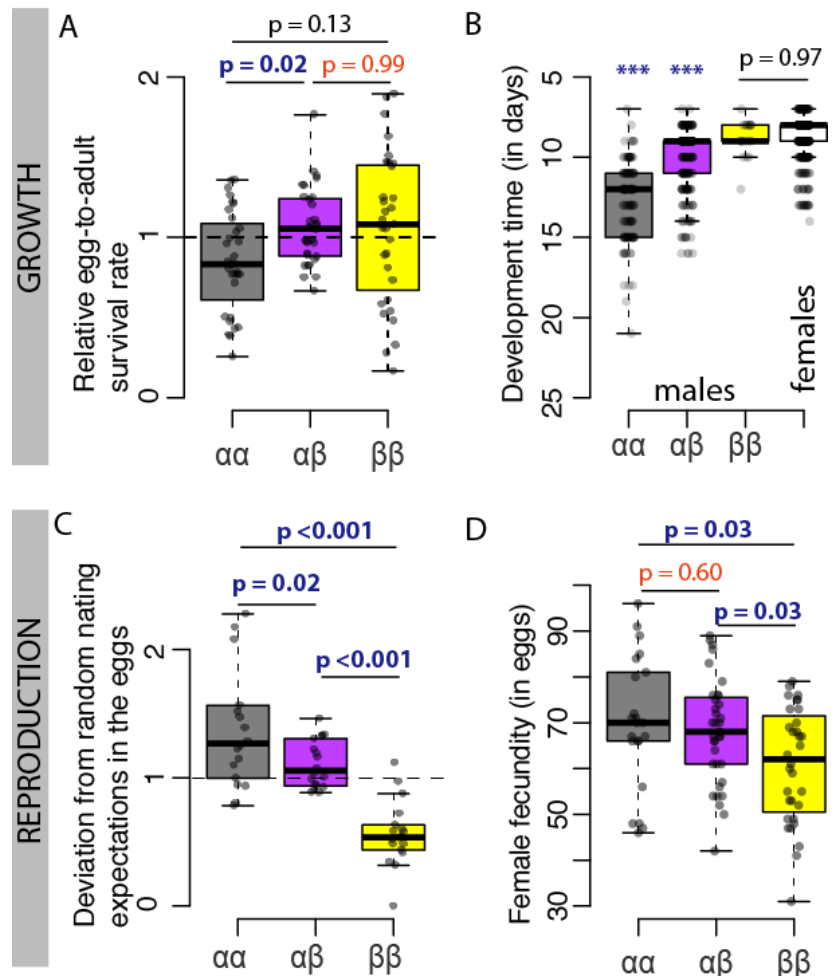 GROWTH
A
p = 0.13
p = 0.02
p = 0.99
2
1
0
Relative egg-to-adult
survival rate
αα
αβ
ββ
B
p = 0.97
***
***
5
10
15
20
25
Development time (in days)
males
females
αα
αβ
ββ
REPRODUCTION
C
p <0.001
p = 0.02
p <0.001
2
1
0
Deviation from random nating
expectations in the eggs
αα
αβ
ββ
D
p = 0.03
p = 0.60
p = 0.03
90
70
50
30
Female fecundity (in eggs)
αα
αβ
ββ